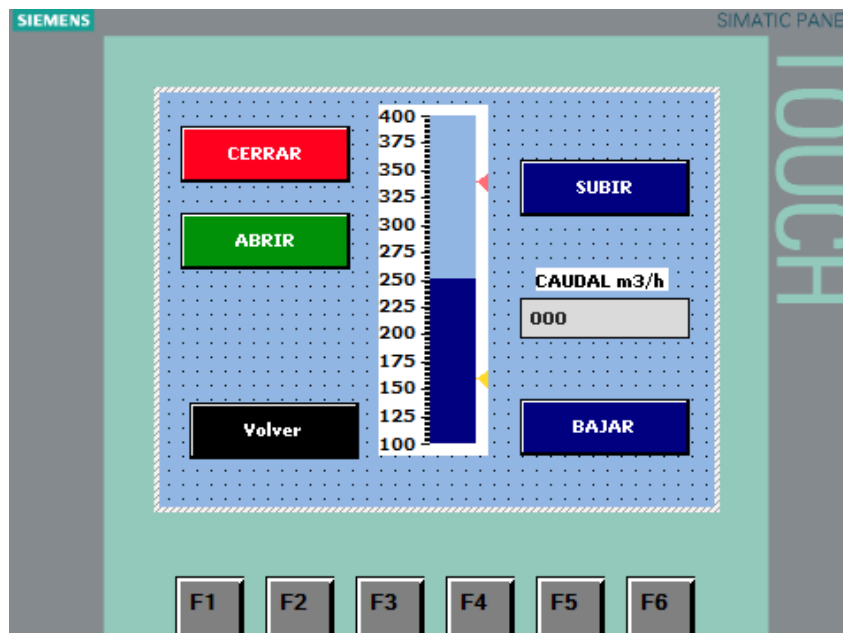 SIEMENS
SIMATIC PANE
TOUCH
CERRAR
ABRIR
Volver
400
375
350
325
300
275
250
225
200
175
150
125
100
SUBIR
CAUDAL m3/h
000
BAJAR
F1 F2 F3 F4 F5 F6